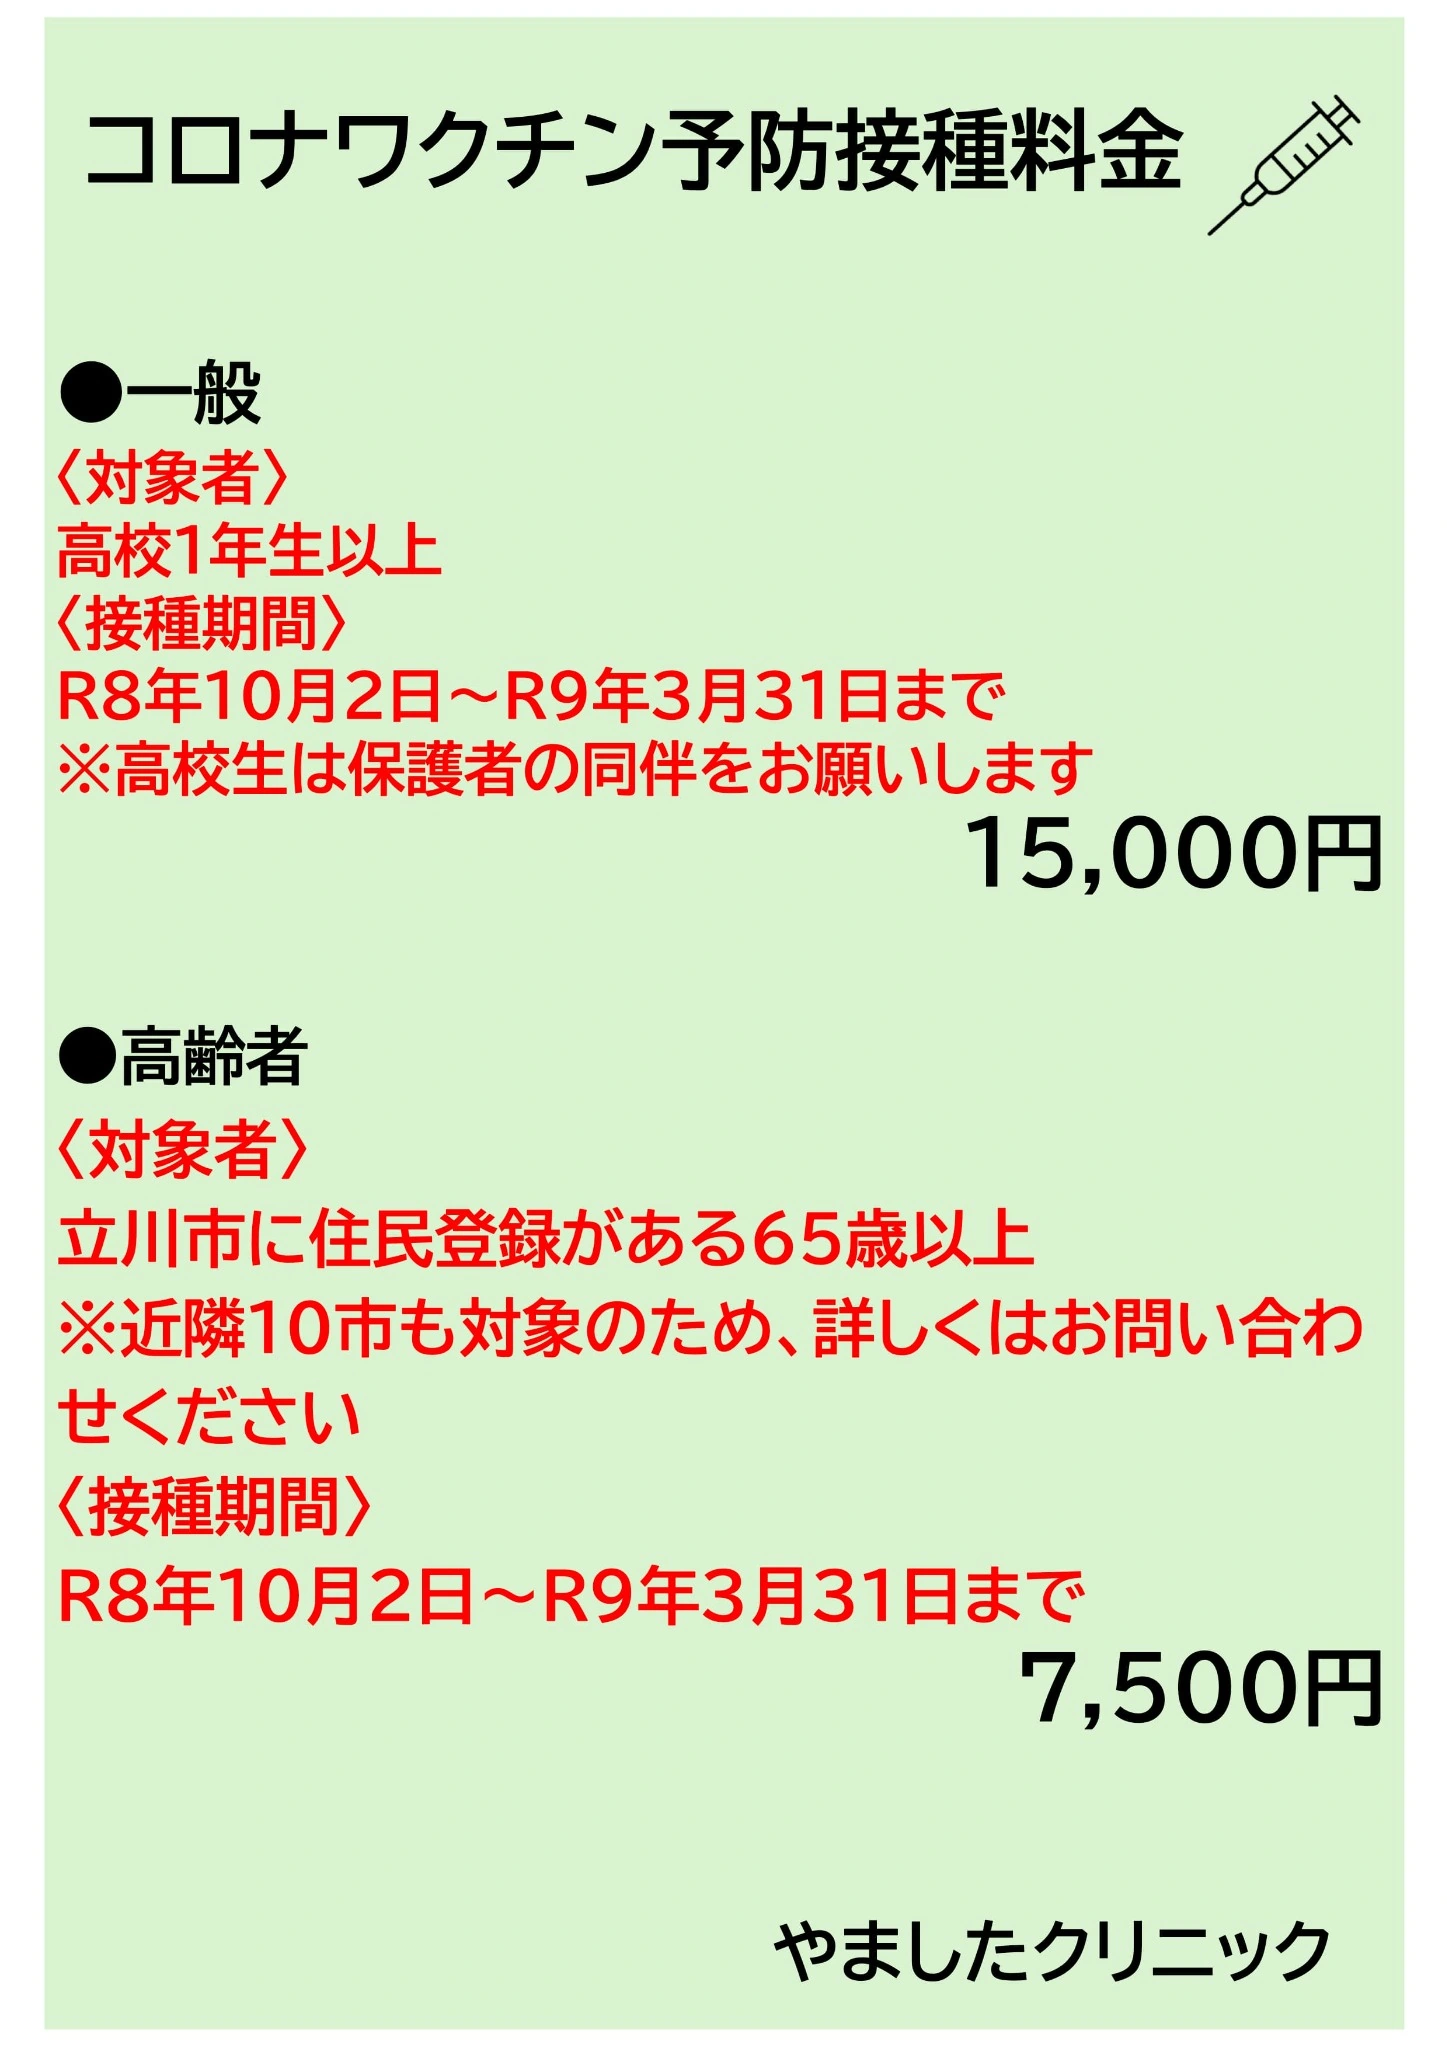 コロナワクチン予防接種料金
●一般
〈対象者〉
高校1年生以上
〈接種期間〉
R8年10月2日～R9年3月31日まで
※高校生は保護者の同伴をお願いします
15,000円
●高齢者
〈対象者〉
立川市に住民登録がある65歳以上
※近隣10市も対象のため、詳しくはお問い合わ
せください
〈接種期間〉
R8年10月2日～R9年3月31日まで
7,500円
やましたクリニック